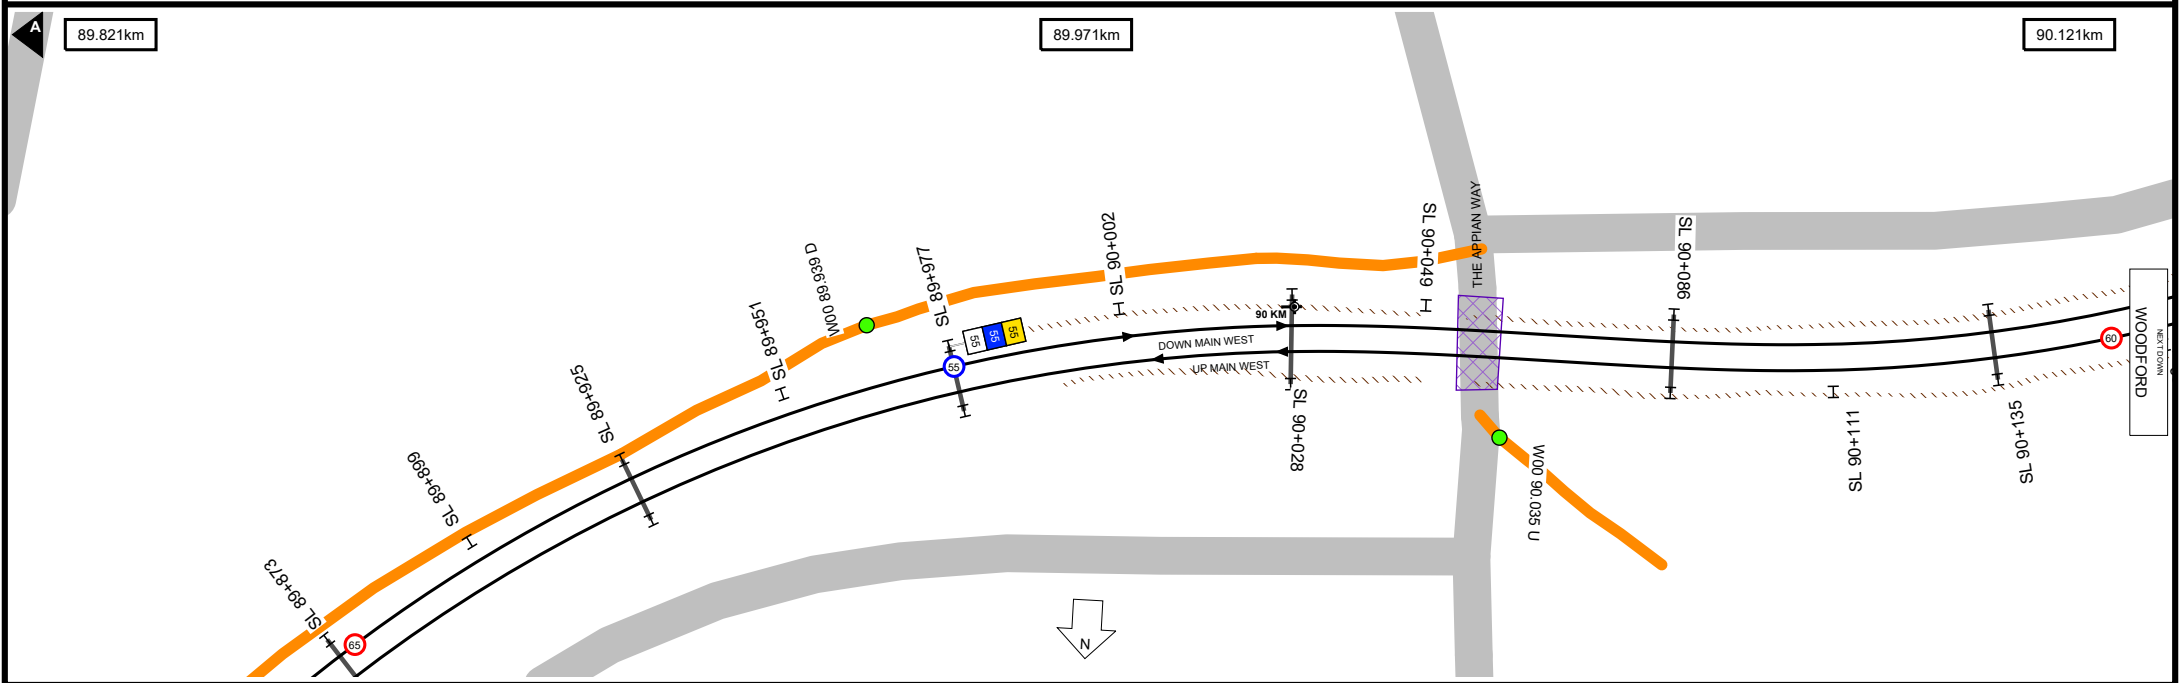 A
89.821km
89.971km
90.121km
SL 89+873
65
SL 89+899
SL 89+925
SL 89+951
W00 89.939 D
SL 89+977
55
55
55
55
SL 90+002
90 KM
DOWN MAIN WEST
UP MAIN WEST
SL 90+028
SL 90+049
THE APPIAN WAY
W00 90.035 U
SL 90+086
SL 90+111
SL 90+135
60
WOODFORD
NEXT DOWN
N